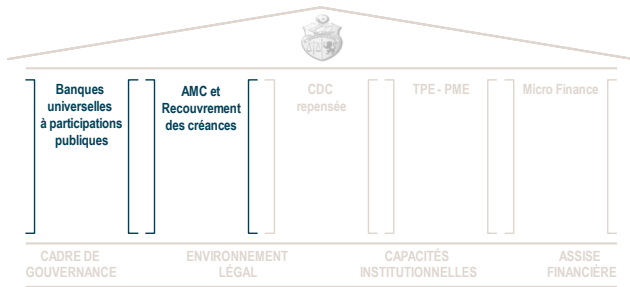 Banques
universelles
à participations
publiques
AMC et
Recouvrement
des créances
CDC
repensée
TPE - PME
Micro Finance
CADRE DE
GOUVERNANCE
ENVIRONNEMENT
LÉGAL
CAPACITÉS
INSTITUTIONNELLES
ASSISE
FINANCIÈRE